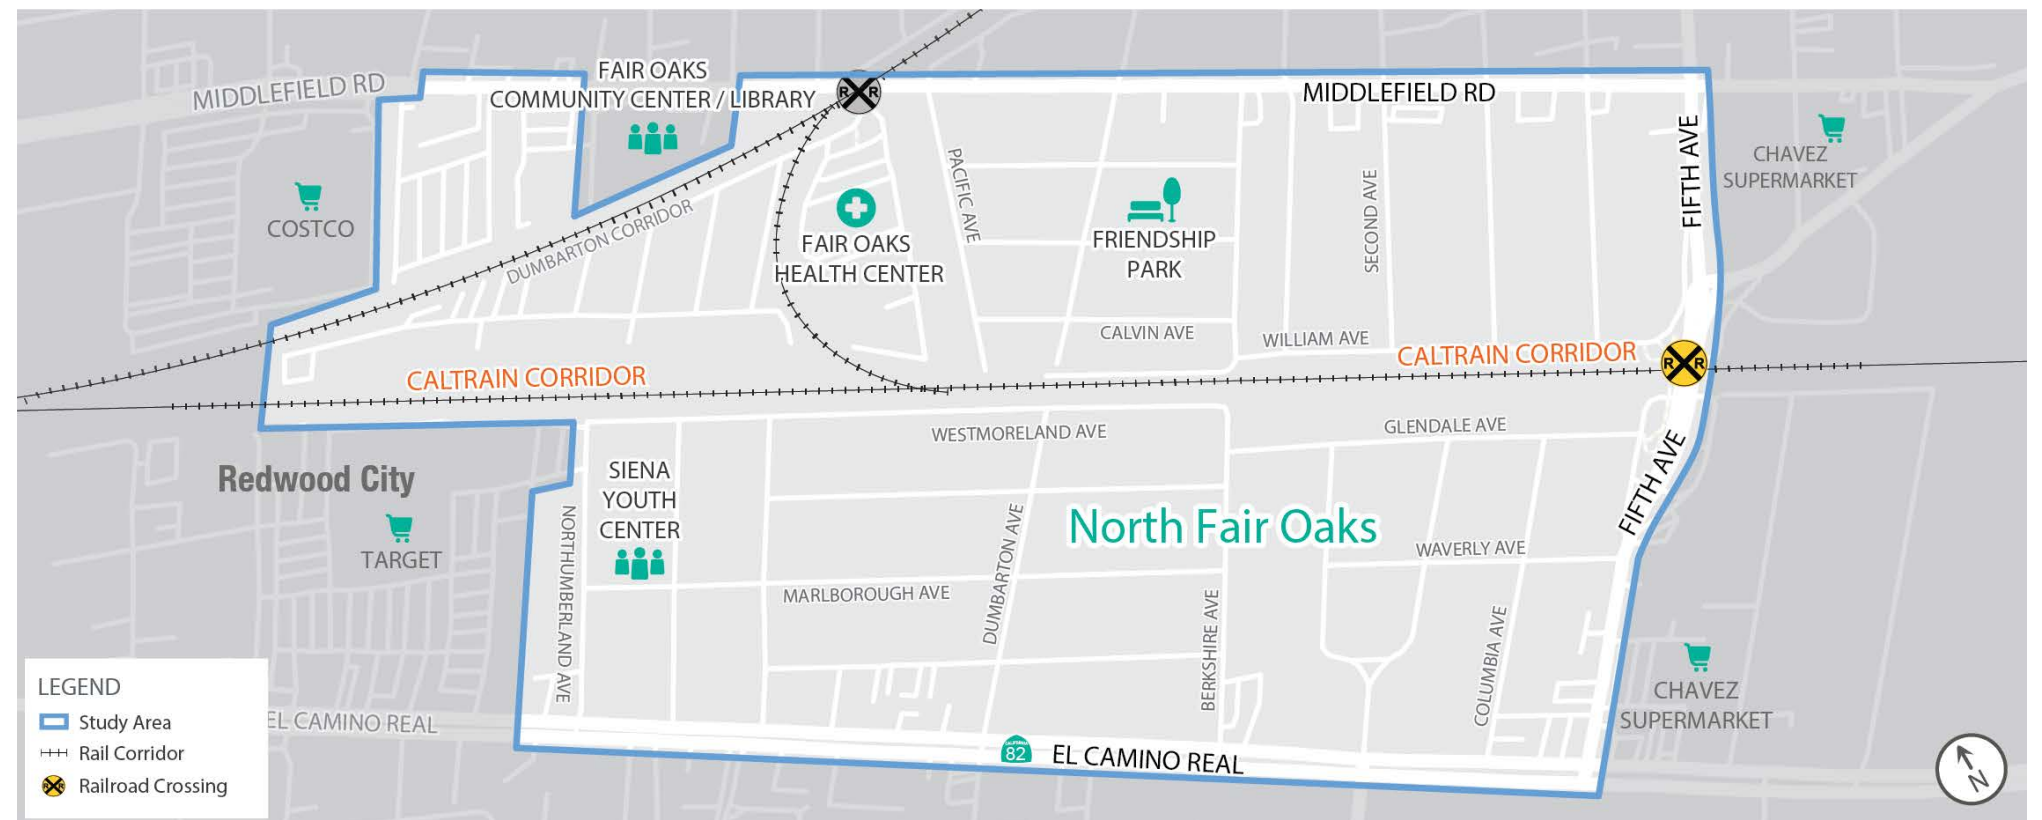 MIDDLEFIELD RD
FAIR OAKS
COMMUNITY CENTER / LIBRARY
R R
MIDDLEFIELD RD
FIFTH AVE
CHAVEZ
SUPERMARKET
COSTCO
DUMBARTON CORRIDOR
FAIR OAKS
HEALTH CENTER
PACIFIC AVE
FRIENDSHIP
PARK
SECOND AVE
CALVIN AVE
WILLIAM AVE
CALTRAIN CORRIDOR
CALTRAIN CORRIDOR
R R
WESTMORELAND AVE
GLENDALE AVE
FIFTH AVE
Redwood City
TARGET
SIENA
YOUTH
CENTER
NORTHUMBERLAND AVE
North Fair Oaks
DUMBARTON AVE
WAVERLY AVE
MARLBOROUGH AVE
BERKSHIRE AVE
COLUMBIA AVE
CHAVEZ
SUPERMARKET
EL CAMINO REAL
CALIFORNIA
82
EL CAMINO REAL
LEGEND
Study Area
Rail Corridor
R R
Railroad Crossing
N